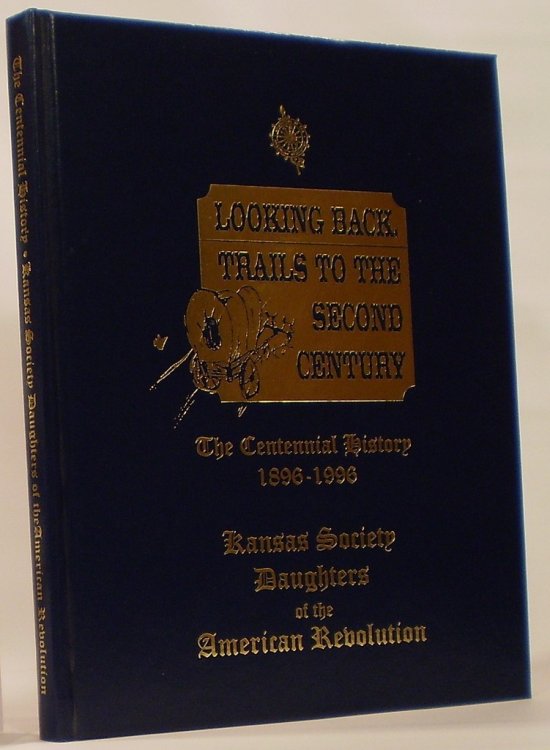 The Centennial History • Kansas Society Daughters of the American Revolution
LOOKING BACK
TRAILS TO THE
SECOND
CENTURY
The Centennial History
1896-1996
Kansas Society
Daughters
of the
American Revolution